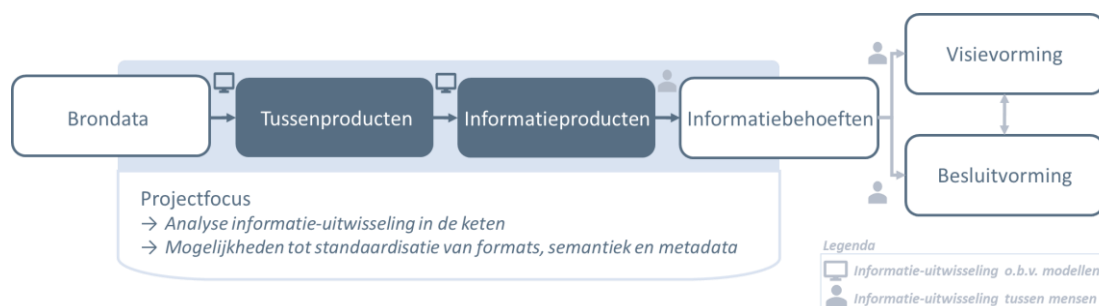 Brondata
Tussenproducten
Informatieproducten
Informatiebehoeften
Visievorming
Besluitvorming
Projectfocus
→ Analyse informatie-uitwisseling in de keten
→ Mogelijkheden tot standaardisatie van formats, semantiek en metadata
Legenda
Informatie-uitwisseling o.b.v. modellen
Informatie-uitwisseling tussen mensen